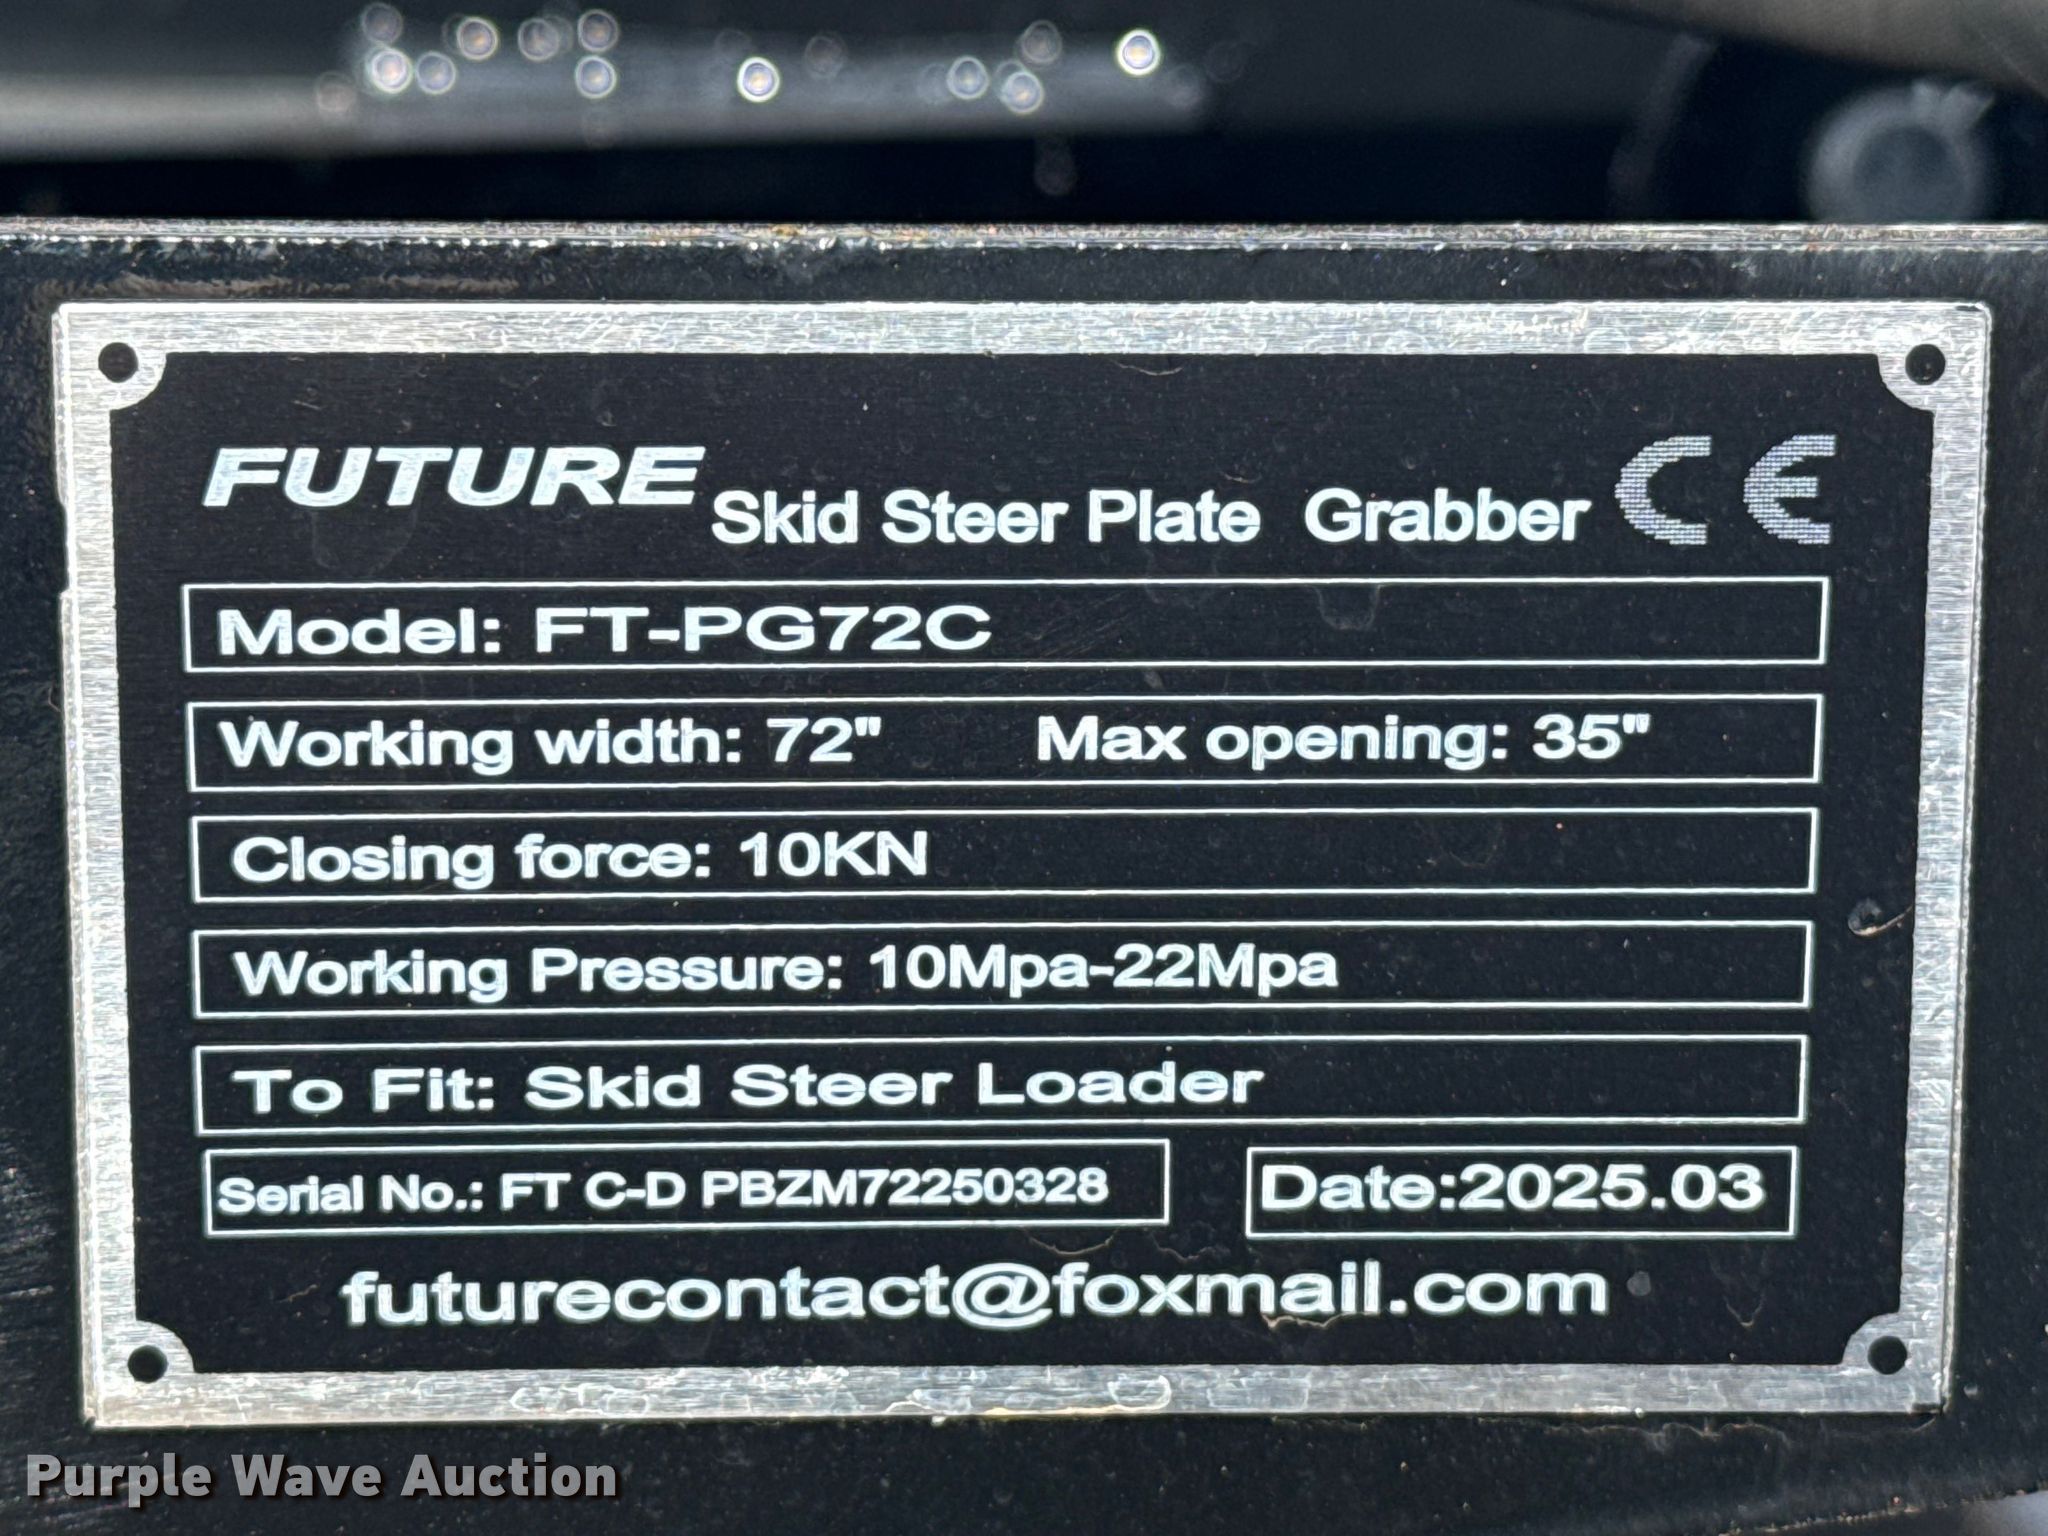 FUTURE Skid Steer Plate Grabber CE
Model: FT-PG72C
Working width: 72" Max opening: 35"
Closing force: 10KN
Working Pressure: 10Mpa-22Mpa
To Fit: Skid Steer Loader
Serial No.: FT C-D PBZM72250328 Date:2025.03
futurecontact@foxmail.com
Purple Wave Auction